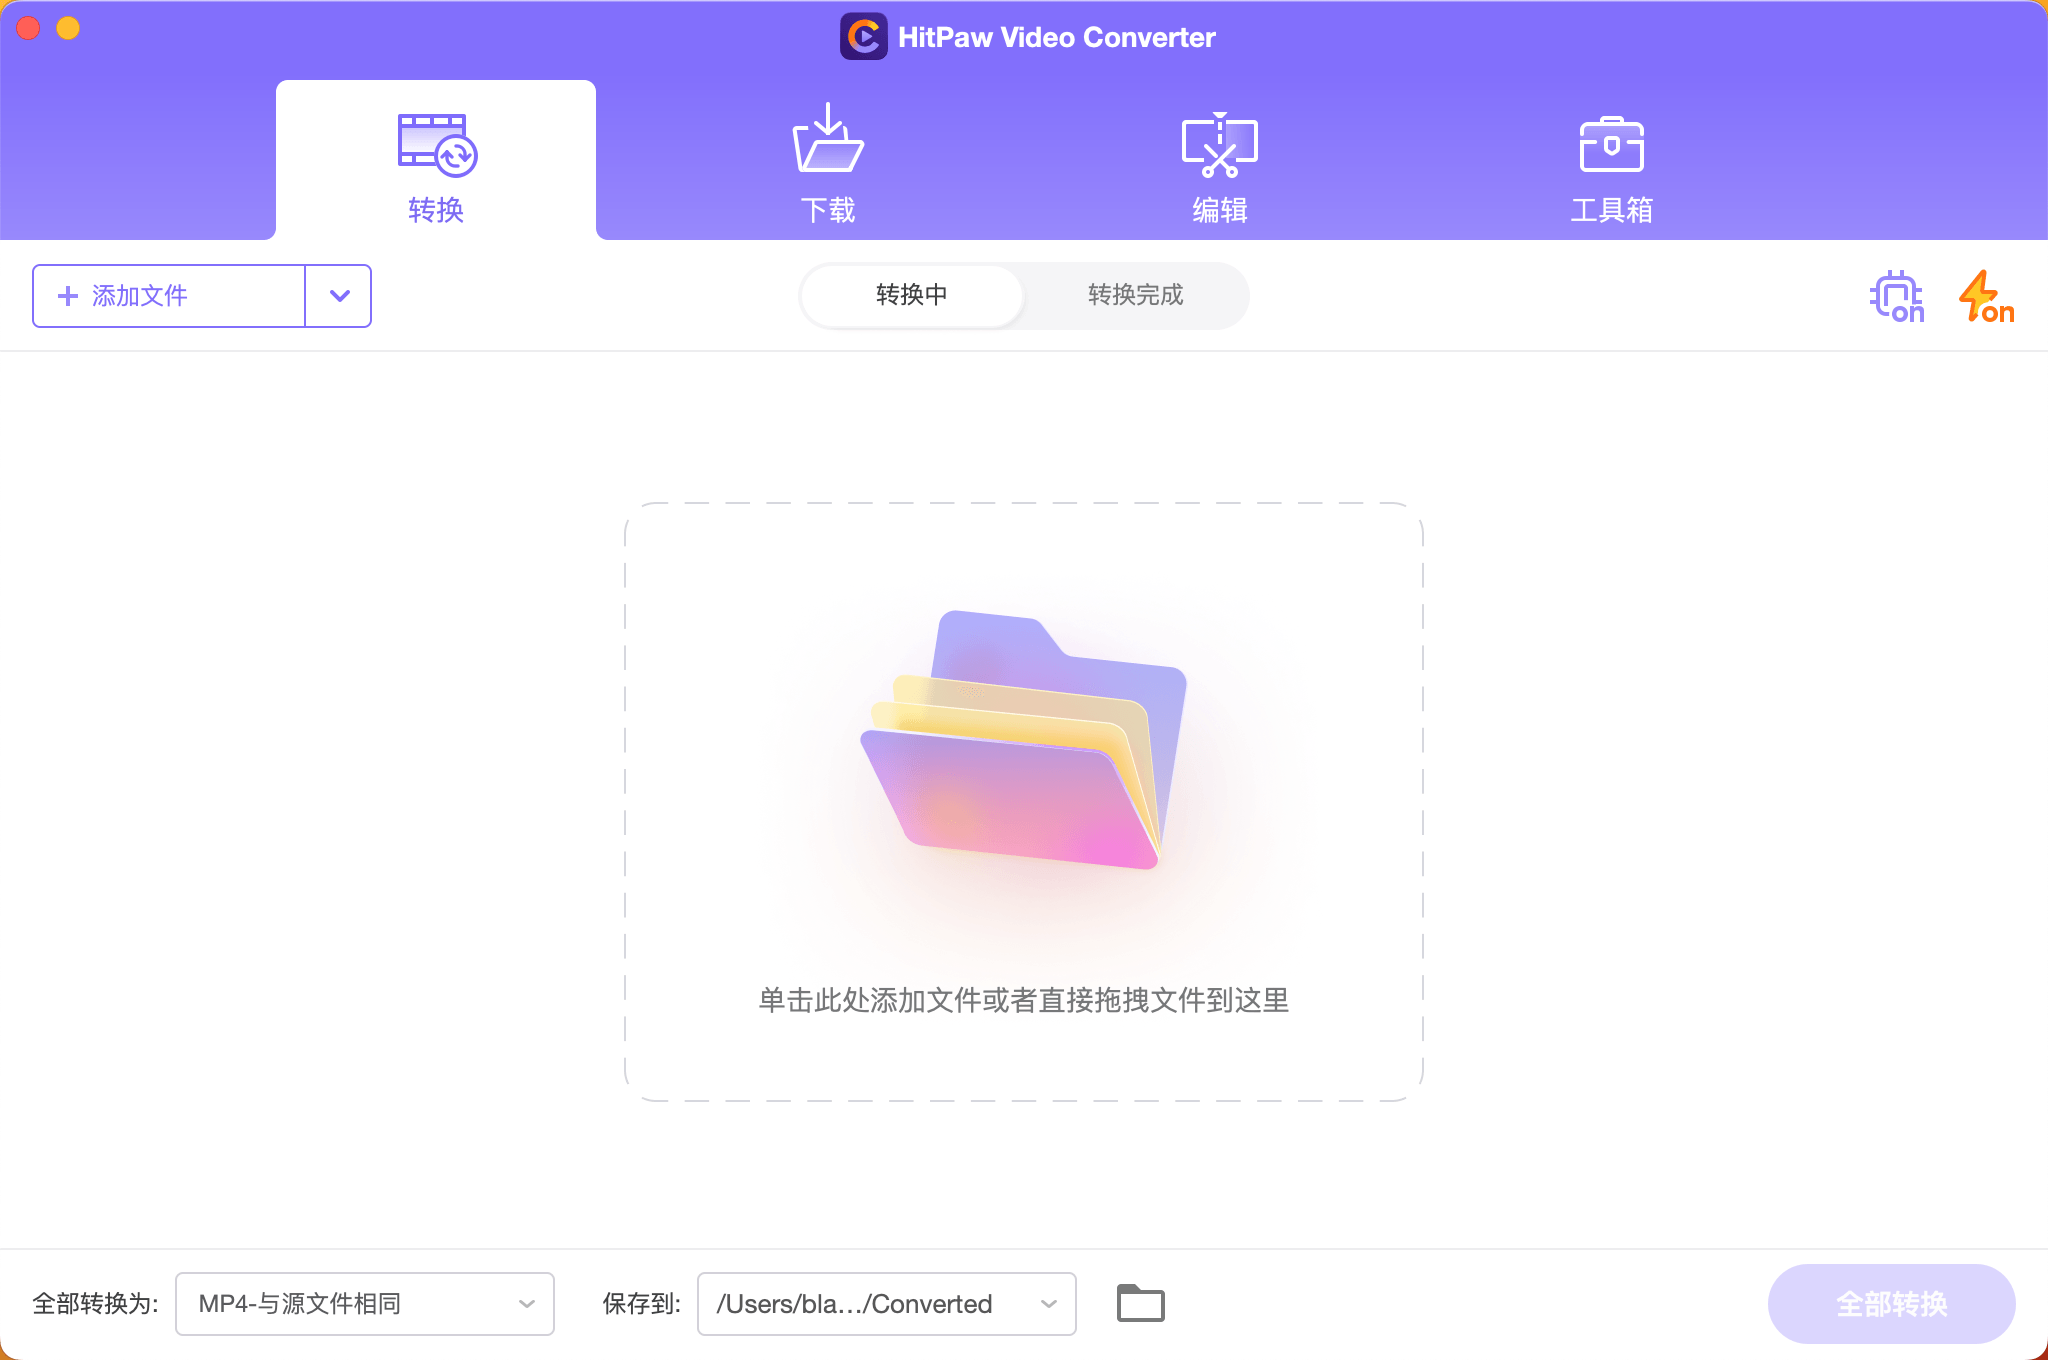 HitPaw Video Converter
转换
下载
编辑
工具箱
添加文件
转换中
转换完成
on
on
单击此处添加文件或者直接拖拽文件到这里
全部转换为:
MP4-与源文件相同
保存到:
/Users/bla.../Converted
全部转换